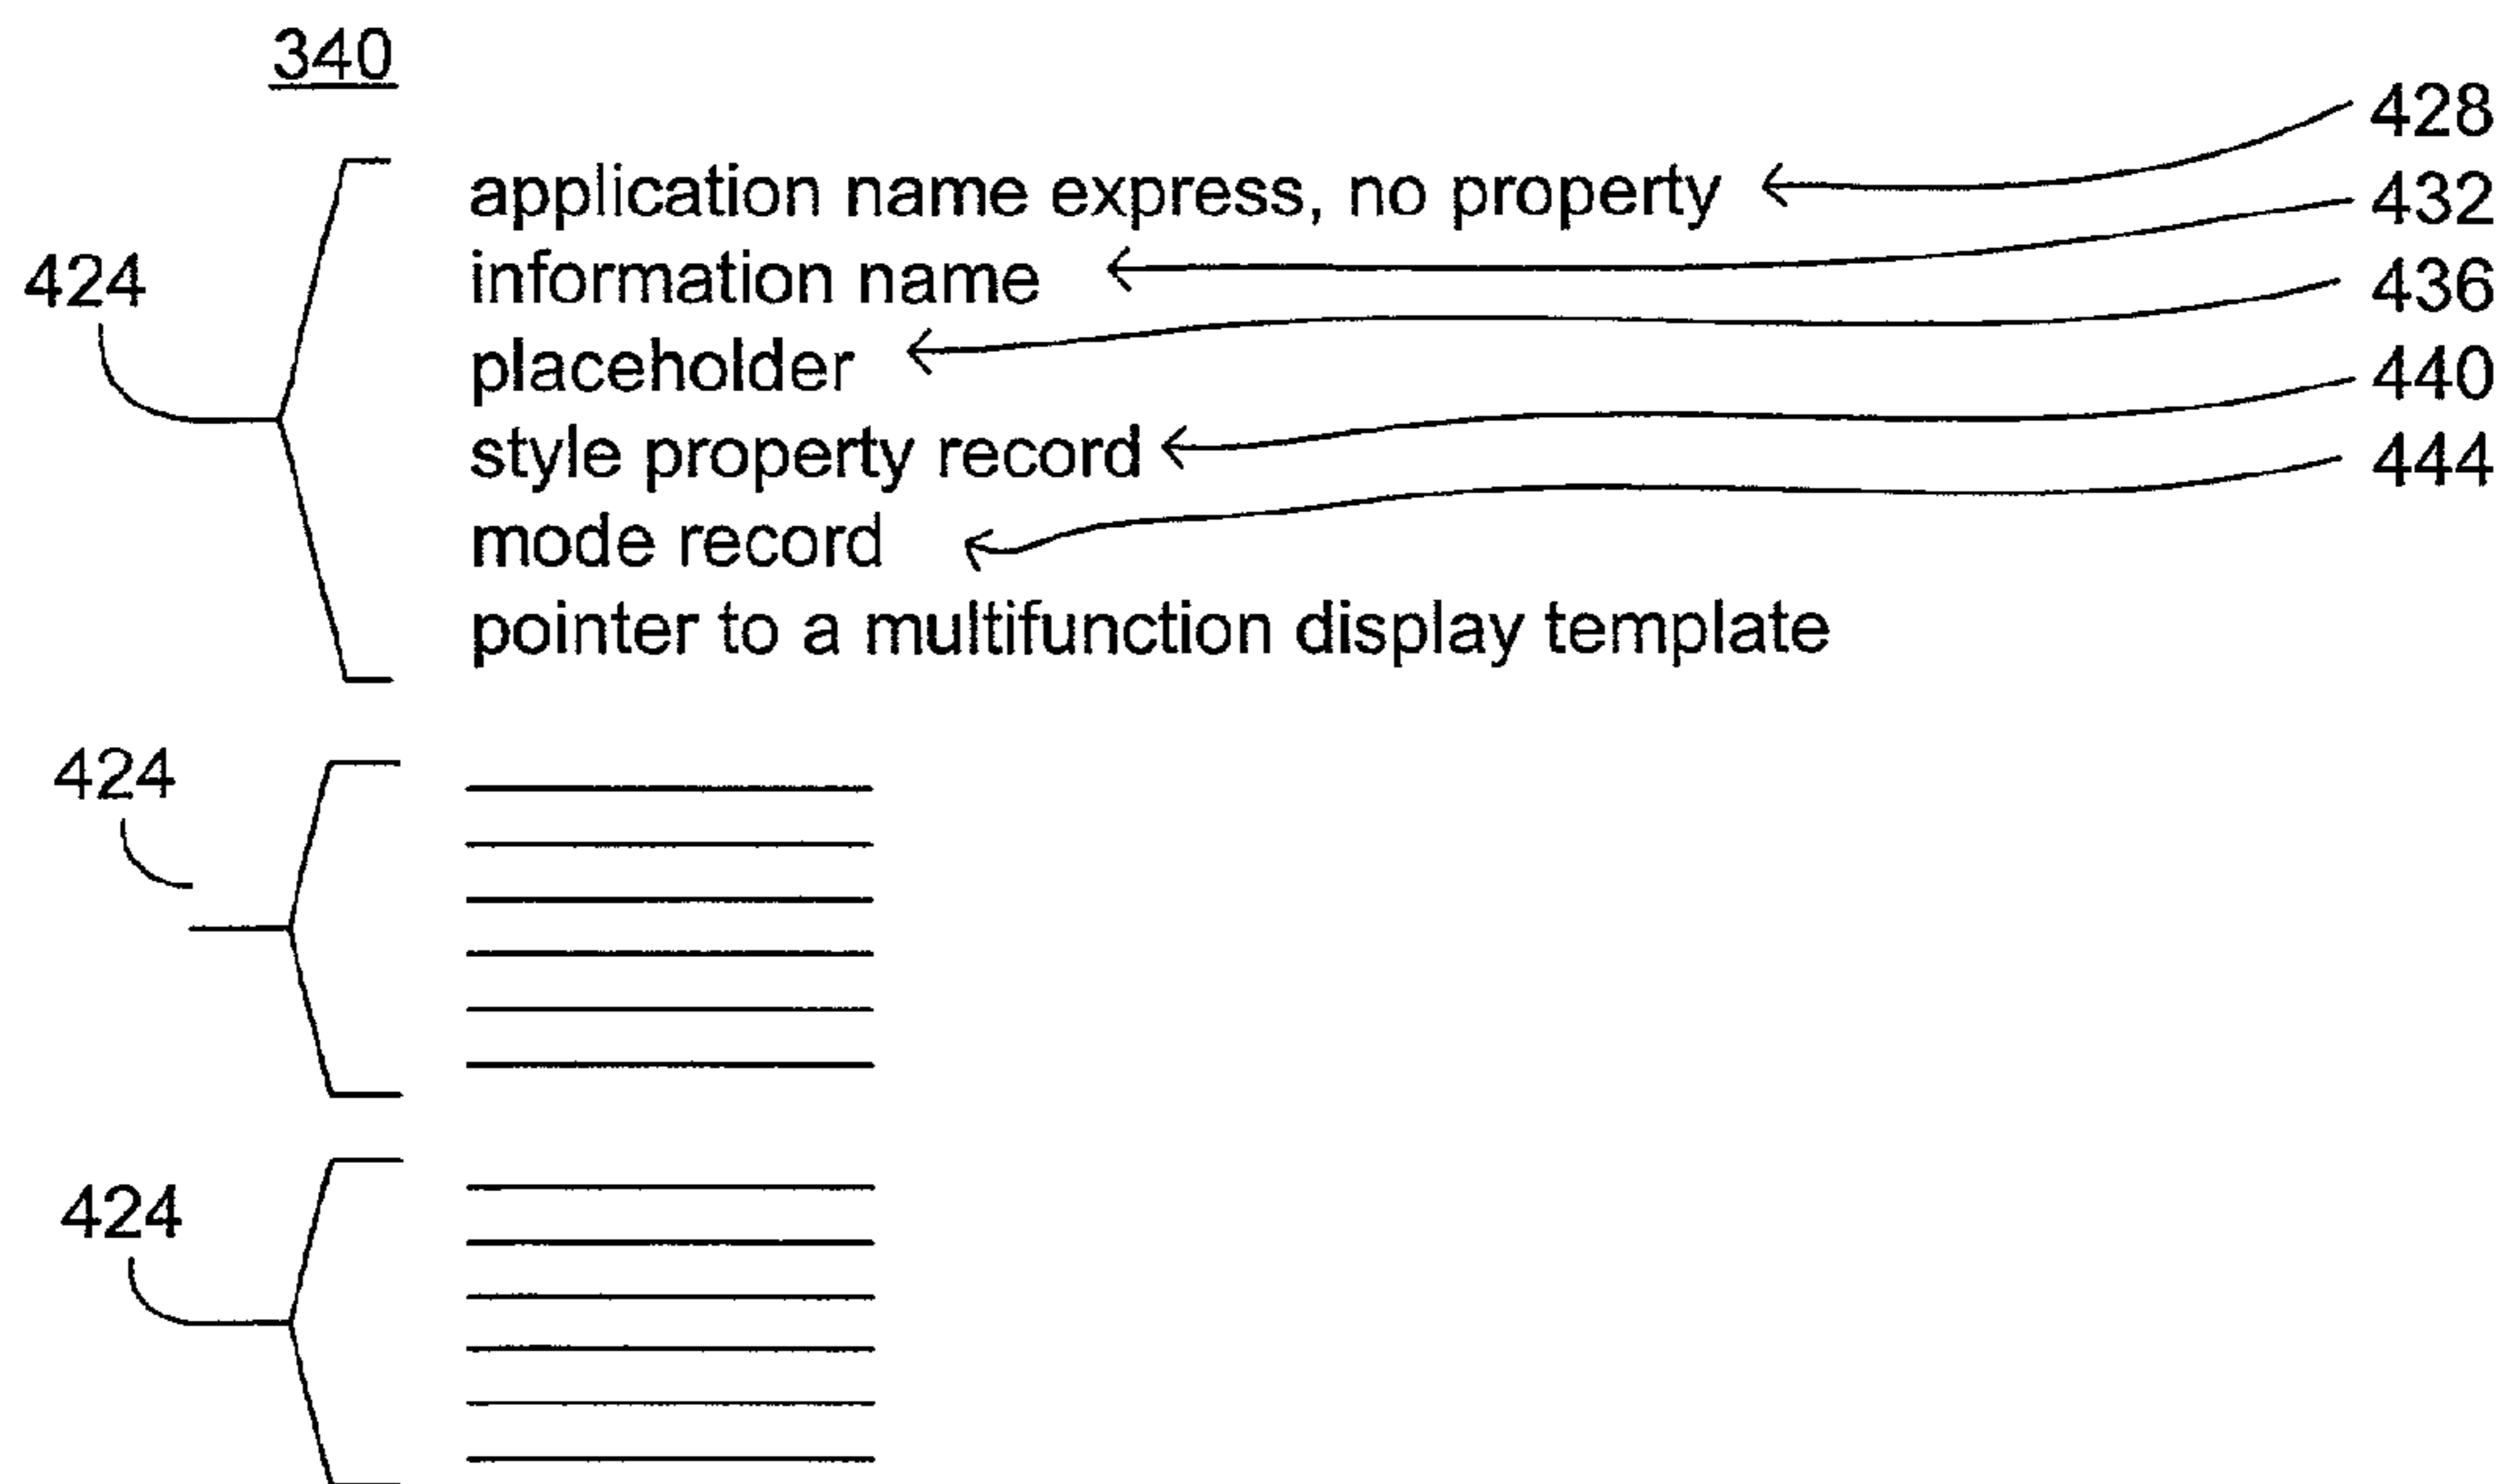 340
428
application name express, no property
432
424
information name
436
placeholder
440
style property record
444
mode record
pointer to a multifunction display template
424
424